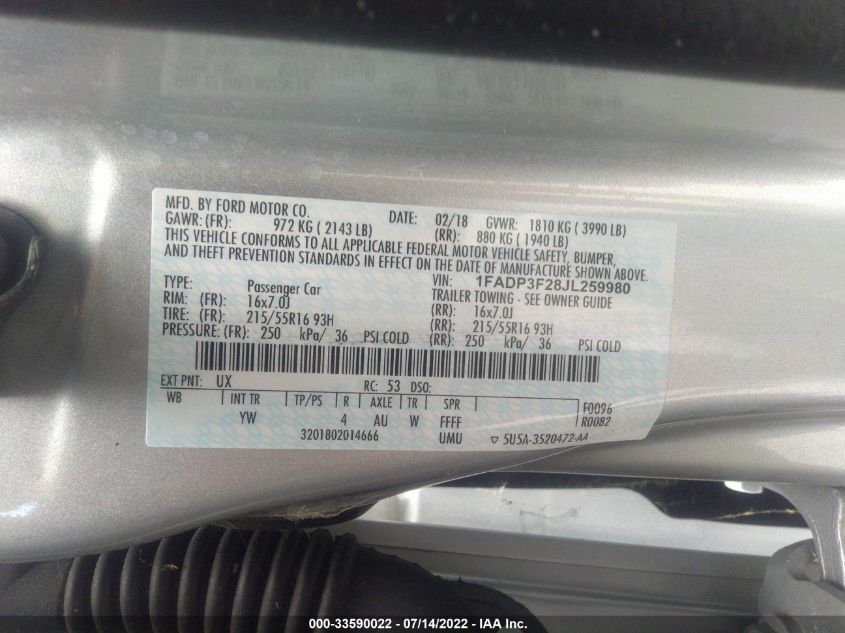 MFD. BY FORD MOTOR CO.
DATE: 02/18 GVWR: 1810 KG ( 3990 LB)
GAWR: (FR): 972 KG ( 2143 LB) (RR): 880 KG ( 1940 LB)
THIS VEHICLE CONFORMS TO ALL APPLICABLE FEDERAL MOTOR VEHICLE SAFETY, BUMPER,
AND THEFT PREVENTION STANDARDS IN EFFECT ON THE DATE OF MANUFACTURE SHOWN ABOVE.
VIN: 1FADP3F28JL259980
TYPE: Passenger Car TRAILER TOWING - SEE OWNER GUIDE
RIM: (FR): 16x7.0J (RR): 16x7.0J
TIRE: (FR): 215/55R16 93H (RR): 215/55R16 93H
PRESSURE: (FR): 250 kPa/ 36 PSI COLD (RR): 250 kPa/ 36 PSI COLD
EXT PNT: UX RC: 53 DSO:
WB INT TR TP/PS R AXLE TR SPR F0096
YW 4 AU W FFFF R0082
3201802014666 UMU ▽ 5U5A-3520472-AA
000-33590022 - 07/14/2022 - IAA Inc.